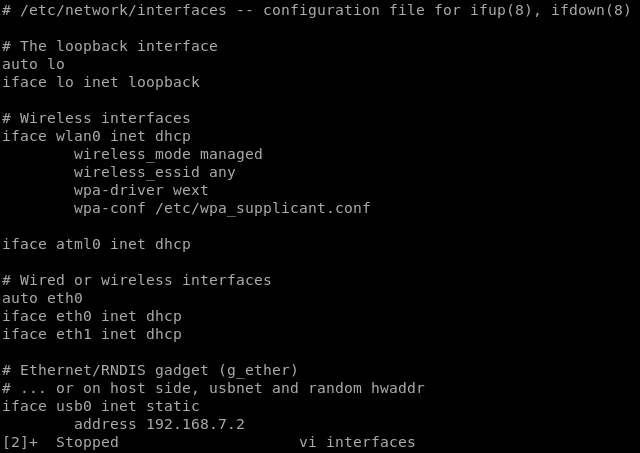 # /etc/network/interfaces -- configuration file for ifup(8), ifdown(8)
# The loopback interface
auto lo
iface lo inet loopback
# Wireless interfaces
iface wlan0 inet dhcp
wireless_mode managed
wireless_essid any
wpa-driver wext
wpa-conf /etc/wpa_supplicant.conf
iface atml0 inet dhcp
# Wired or wireless interfaces
auto eth0
iface eth0 inet dhcp
iface eth1 inet dhcp
# Ethernet/RNDIS gadget (g_ether)
# ... or on host side, usbnet and random hwaddr
iface usb0 inet static
address 192.168.7.2
[2]+  Stopped                    vi interfaces